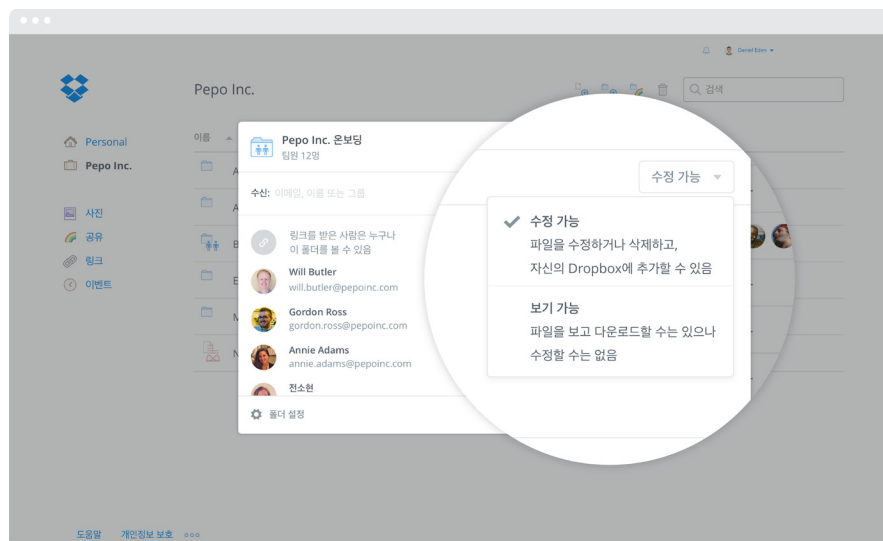 Pepo Inc.
검색
Personal
Pepo Inc.
사진
공유
링크
이벤트
이름
A
A
B
E
M
N
Pepo Inc. 온보딩
팀원 12명
수신: 이메일, 이름 또는 그룹
링크를 받은 사람은 누구나
이 폴더를 볼 수 있음
Will Butler
will.butler@pepoinc.com
Gordon Ross
gordon.ross@pepoinc.com
Annie Adams
annie.adams@pepoinc.com
전소현
폴더 설정
수정 가능
수정 가능
파일을 수정하거나 삭제하고,
자신의 Dropbox에 추가할 수 있음
보기 가능
파일을 보고 다운로드할 수는 있으나
수정할 수는 없음
도움말 개인정보 보호